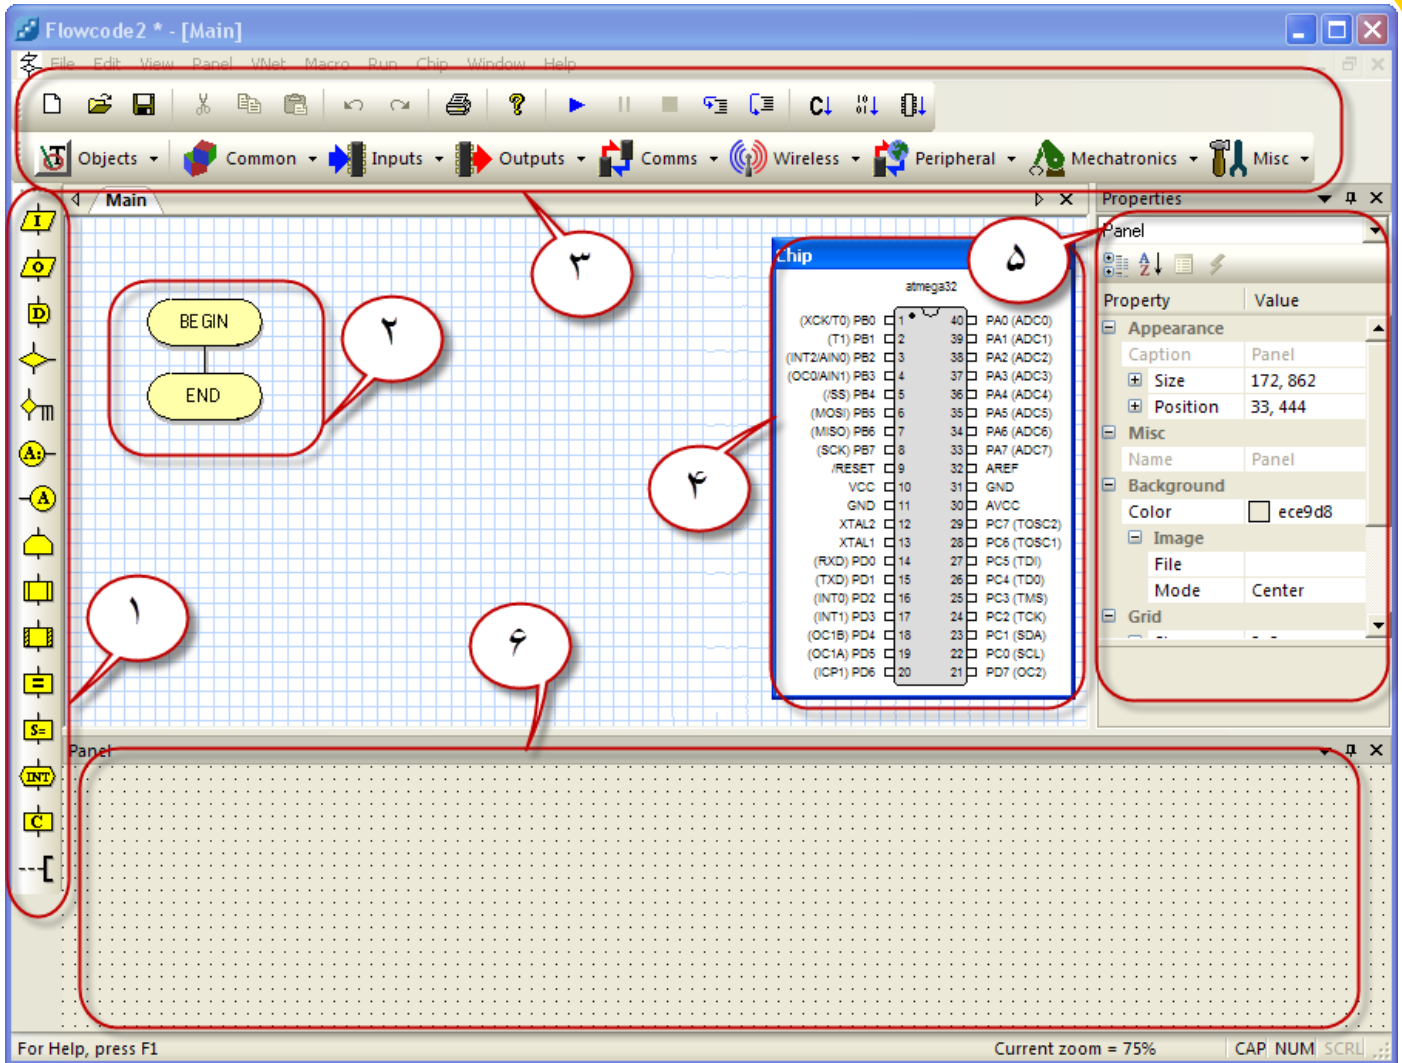 Flowcode2 * - [Main]
File Edit View Panel VNet Macro Run Chip Window Help
Objects Common Inputs Outputs Comms Wireless Peripheral Mechatronics Misc
Main
Properties
Panel
Property Value
Appearance
Caption Panel
Size 172, 862
Position 33, 444
Misc
Name Panel
Background
Color ece9d8
Image
File
Mode Center
Grid
BEGIN
END
۱
۲
۳
۴
۵
۶
Chip
atmega32
(XCK/T0) PB0 1 40 PA0 (ADC0)
(T1) PB1 2 39 PA1 (ADC1)
(INT2/AIN0) PB2 3 38 PA2 (ADC2)
(OC0/AIN1) PB3 4 37 PA3 (ADC3)
(/SS) PB4 5 36 PA4 (ADC4)
(MOSI) PB5 6 35 PA5 (ADC5)
(MISO) PB6 7 34 PA6 (ADC6)
(SCK) PB7 8 33 PA7 (ADC7)
/RESET 9 32 AREF
VCC 10 31 GND
GND 11 30 AVCC
XTAL2 12 29 PC7 (TOSC2)
XTAL1 13 28 PC6 (TOSC1)
(RXD) PD0 14 27 PC5 (TDI)
(TXD) PD1 15 26 PC4 (TD0)
(INT0) PD2 16 25 PC3 (TMS)
(INT1) PD3 17 24 PC2 (TCK)
(OC1B) PD4 18 23 PC1 (SDA)
(OC1A) PD5 19 22 PC0 (SCL)
(ICP1) PD6 20 21 PD7 (OC2)
I
O
D
A:
A
=
S=
INT
C
Panel
For Help, press F1
Current zoom = 75%
CAP NUM SCRL